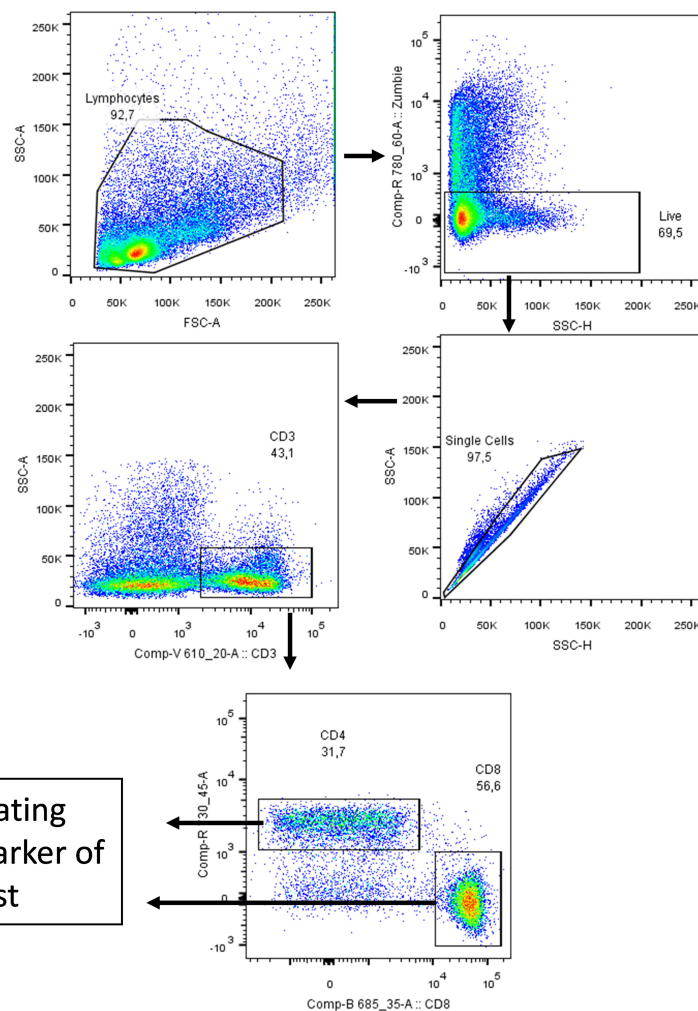 250K
200K
150K
100K
50K
0
SSC-A
Lymphocytes
92,7
0 50K 100K 150K 200K 250K
FSC-A
10^5
10^4
10^3
0
-10^3
Comp-R 780_60-A :: Zumbie
Live
69,5
0 50K 100K 150K 200K 250K
SSC-H
250K
200K
150K
100K
50K
0
SSC-A
CD3
43,1
-10^3 0 10^3 10^4 10^5
Comp-V 610_20-A :: CD3
250K
200K
150K
100K
50K
0
SSC-A
Single Cells
97,5
0 50K 100K 150K 200K 250K
SSC-H
ating
arker of
st
10^5
10^4
10^3
0
-10^3
Comp-R 30_45-A
CD4
31,7
CD8
56,6
0 10^4 10^5
Comp-B 685_35-A :: CD8